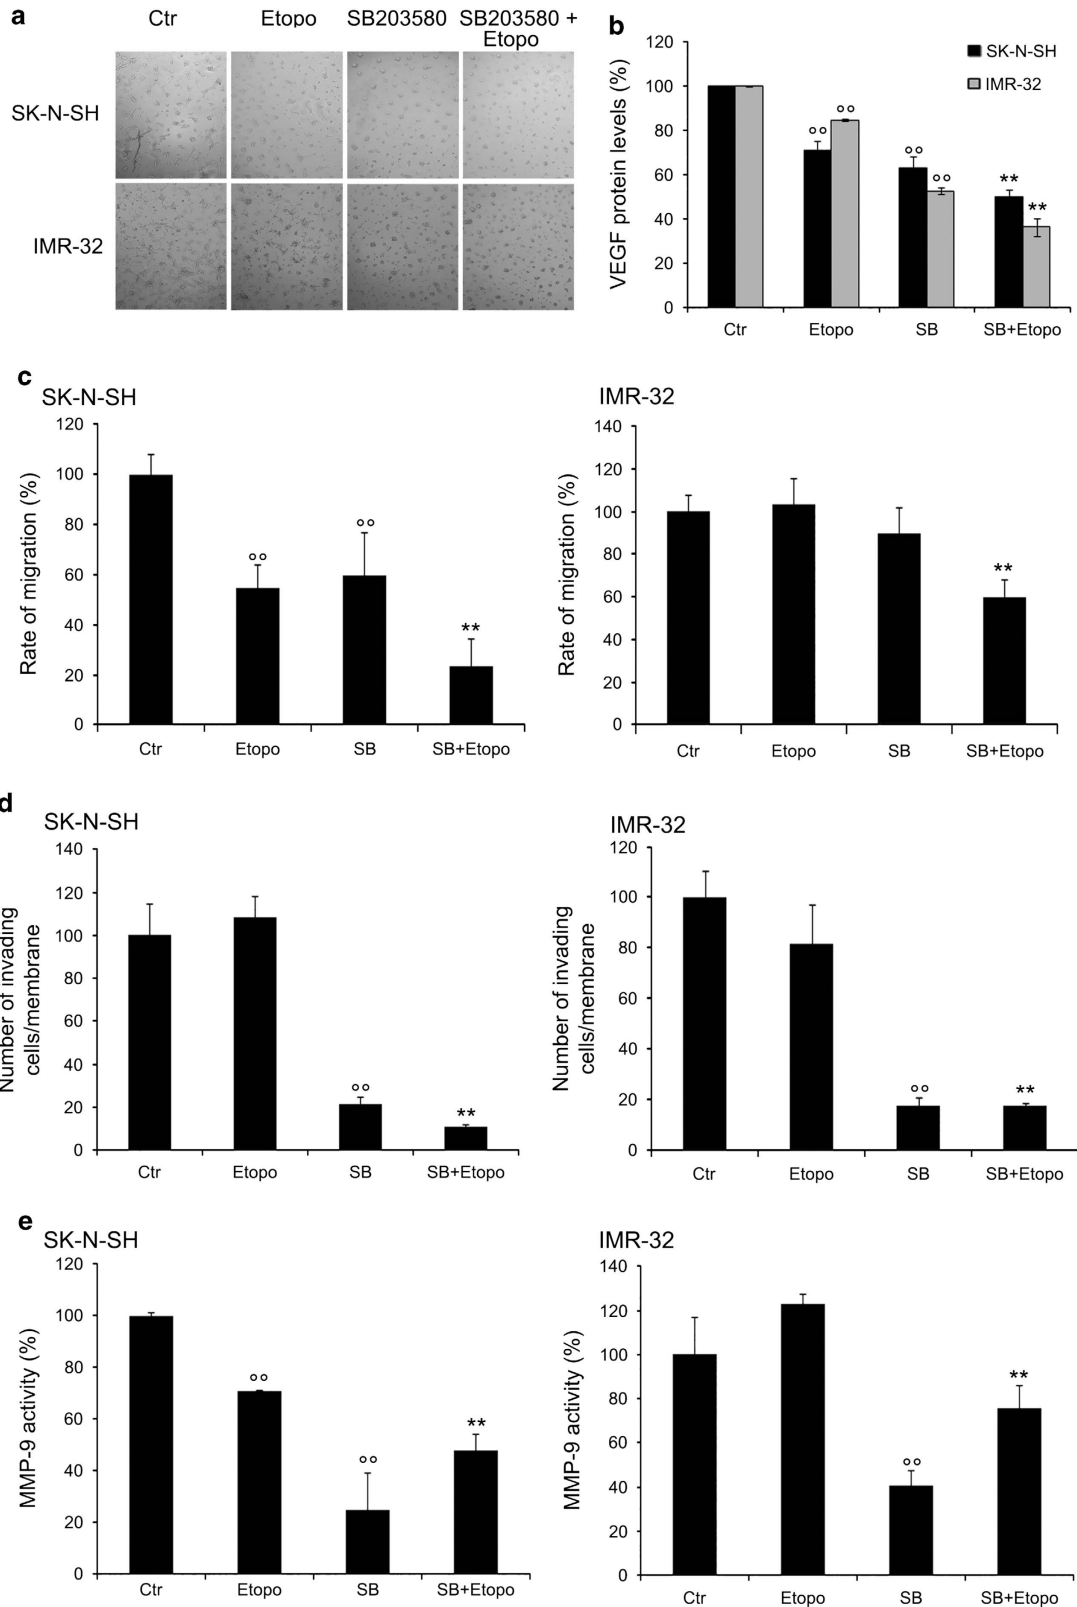 a
Ctr Etopo SB203580 SB203580 +
Etopo
SK-N-SH
IMR-32
b
VEGF protein levels (%)
120
100
80
60
40
20
0
SK-N-SH
IMR-32
°° °° °° °° ** **
Ctr Etopo SB SB+Etopo
c
SK-N-SH
Rate of migration (%)
120
100
80
60
40
20
0
°° °° **
Ctr Etopo SB SB+Etopo
IMR-32
Rate of migration (%)
140
120
100
80
60
40
20
0
**
Ctr Etopo SB SB+Etopo
d
SK-N-SH
Number of invading
cells/membrane
140
120
100
80
60
40
20
0
°° **
Ctr Etopo SB SB+Etopo
IMR-32
Number of invading
cells/membrane
120
100
80
60
40
20
0
°° **
Ctr Etopo SB SB+Etopo
e
SK-N-SH
MMP-9 activity (%)
120
100
80
60
40
20
0
°° °° **
Ctr Etopo SB SB+Etopo
IMR-32
MMP-9 activity (%)
140
120
100
80
60
40
20
0
°° **
Ctr Etopo SB SB+Etopo